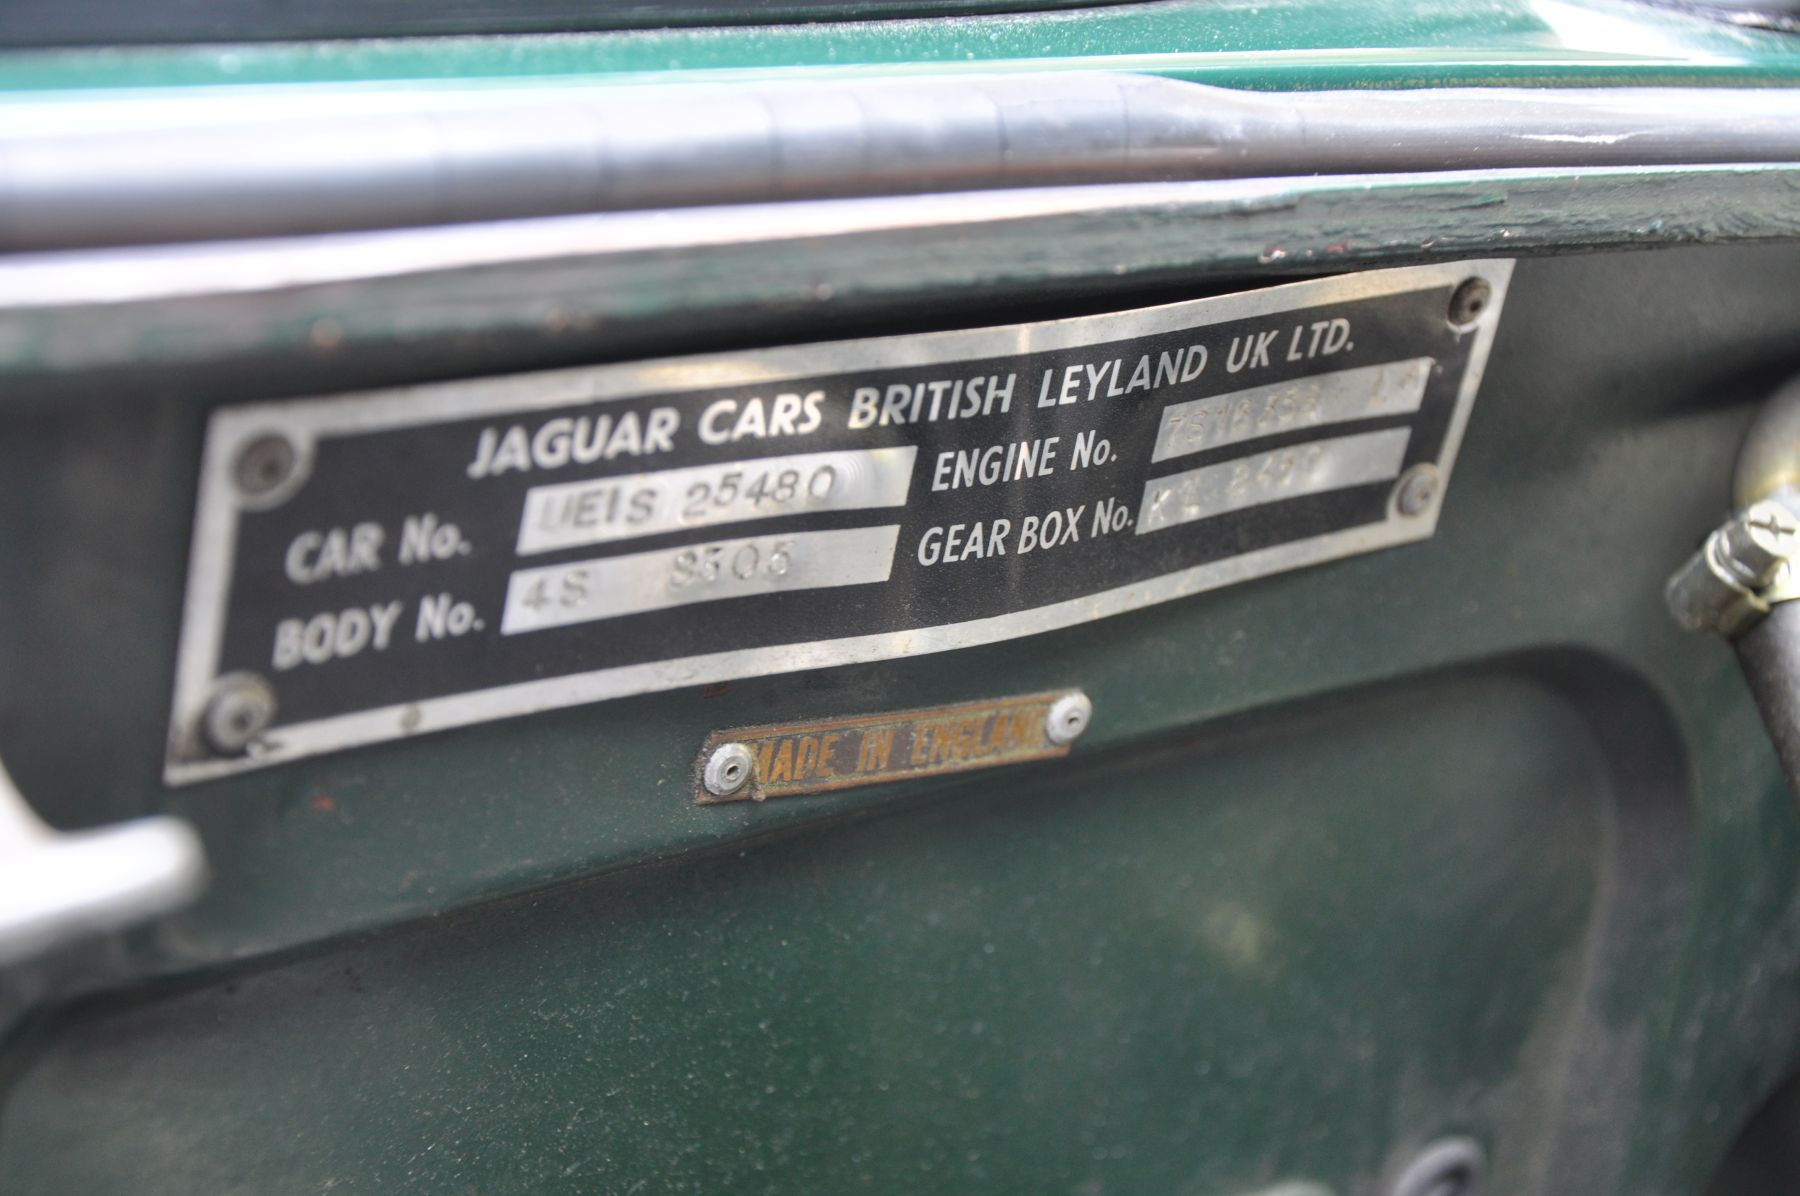 JAGUAR CARS BRITISH LEYLAND UK LTD.
CAR No. UE1S 25480 ENGINE No.
BODY No. 4S 8505 GEAR BOX No.
MADE IN ENGLAND